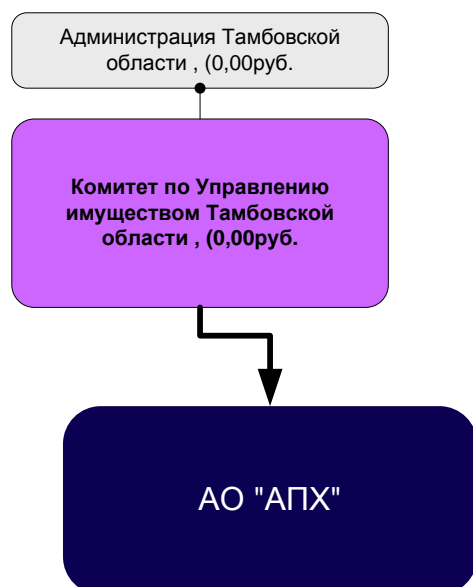 Администрация Тамбовской
области , (0,00руб.
Комитет по Управлению
имуществом Тамбовской
области , (0,00руб.
АО "АПХ"